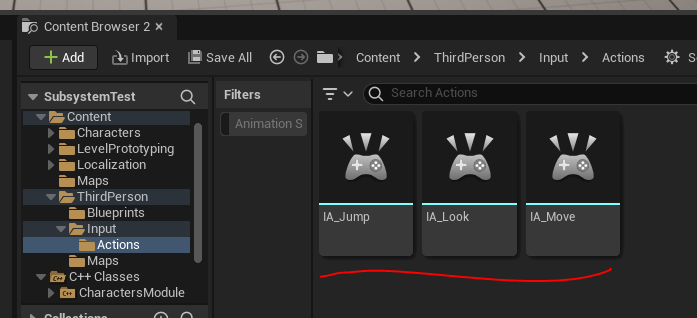 Content Browser 2
Add Import Save All Content ThirdPerson Input Actions
SubsystemTest
Content
Characters
LevelPrototyping
Localization
Maps
ThirdPerson
Blueprints
Input
Actions
Maps
C++ Classes
CharactersModule
Filters
Animation S
Search Actions
IA_Jump
IA_Look
IA_Move